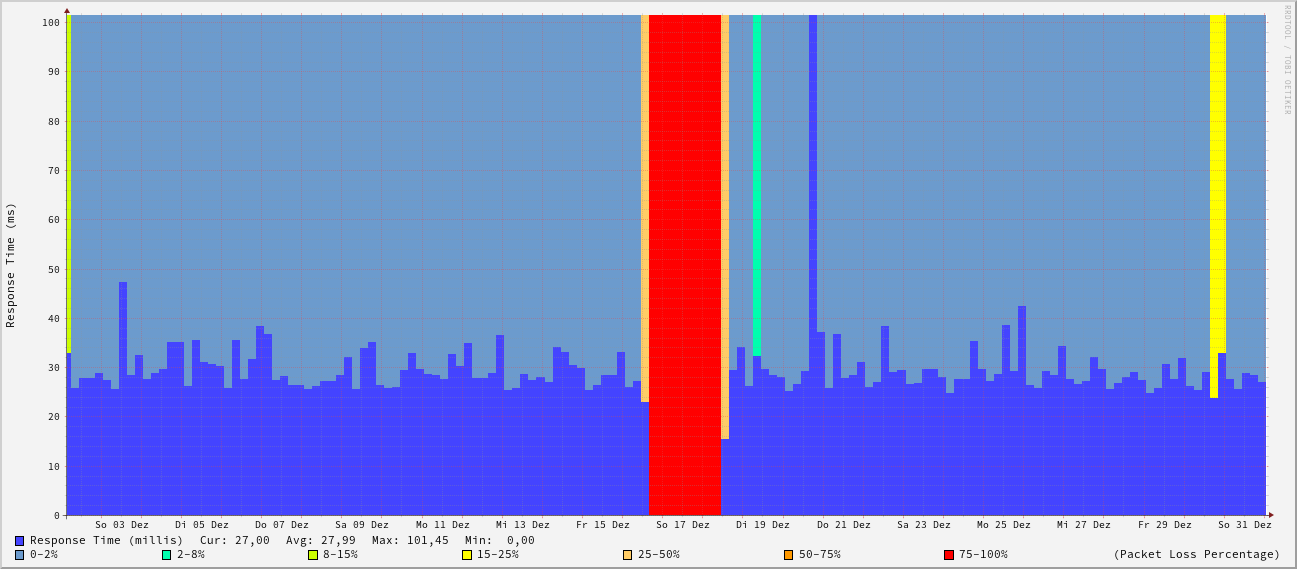 RRDTOOL / TOBI OETIKER
Response Time (ms)
100
90
80
70
60
50
40
30
20
10
0
So 03 Dez Di 05 Dez Do 07 Dez Sa 09 Dez Mo 11 Dez Mi 13 Dez Fr 15 Dez So 17 Dez Di 19 Dez Do 21 Dez Sa 23 Dez Mo 25 Dez Mi 27 Dez Fr 29 Dez So 31 Dez
Response Time (millis) Cur: 27,00 Avg: 27,99 Max: 101,45 Min: 0,00
0-2% 2-8% 8-15% 15-25% 25-50% 50-75% 75-100% (Packet Loss Percentage)